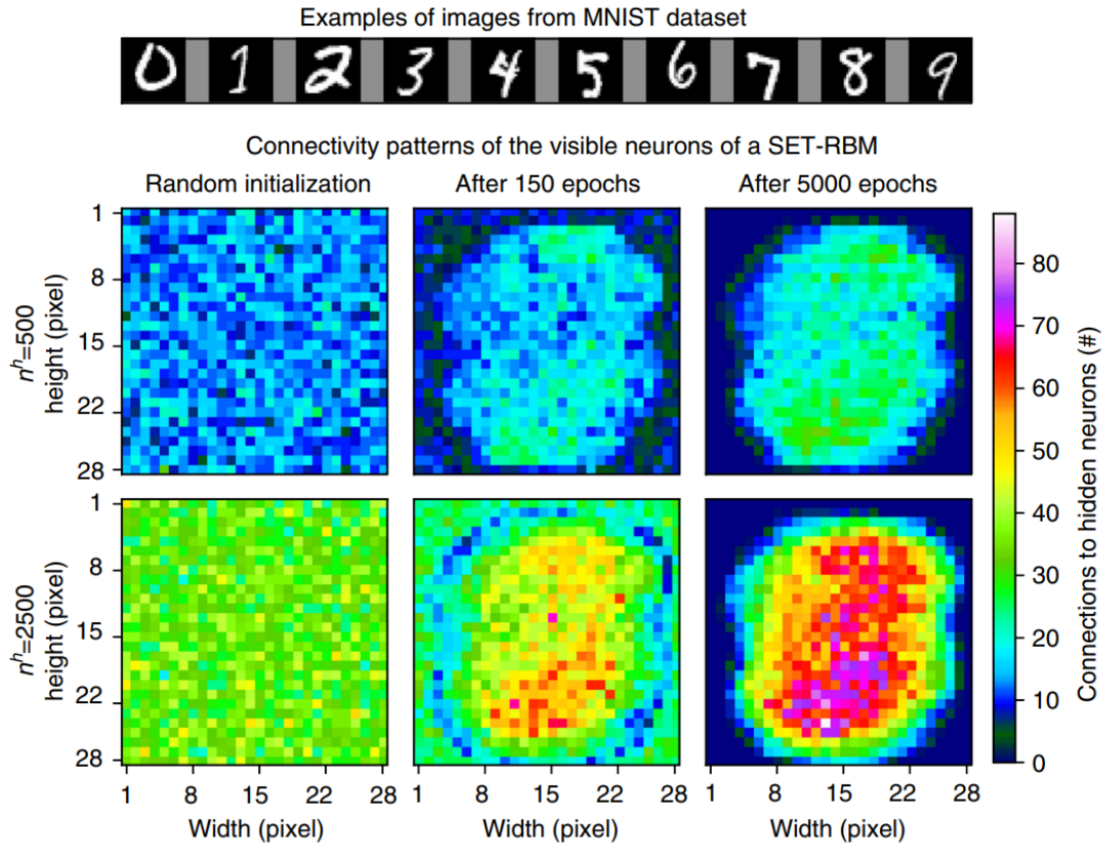 Examples of images from MNIST dataset
0 1 2 3 4 5 6 7 8 9
Connectivity patterns of the visible neurons of a SET-RBM
Random initialization After 150 epochs After 5000 epochs
nʰ=500
height (pixel)
1
8
15
22
28
nʰ=2500
height (pixel)
1
8
15
22
28
1 8 15 22 28 1 8 15 22 28 1 8 15 22 28
Width (pixel) Width (pixel) Width (pixel)
80
70
60
50
40
30
20
10
0
Connections to hidden neurons (#)